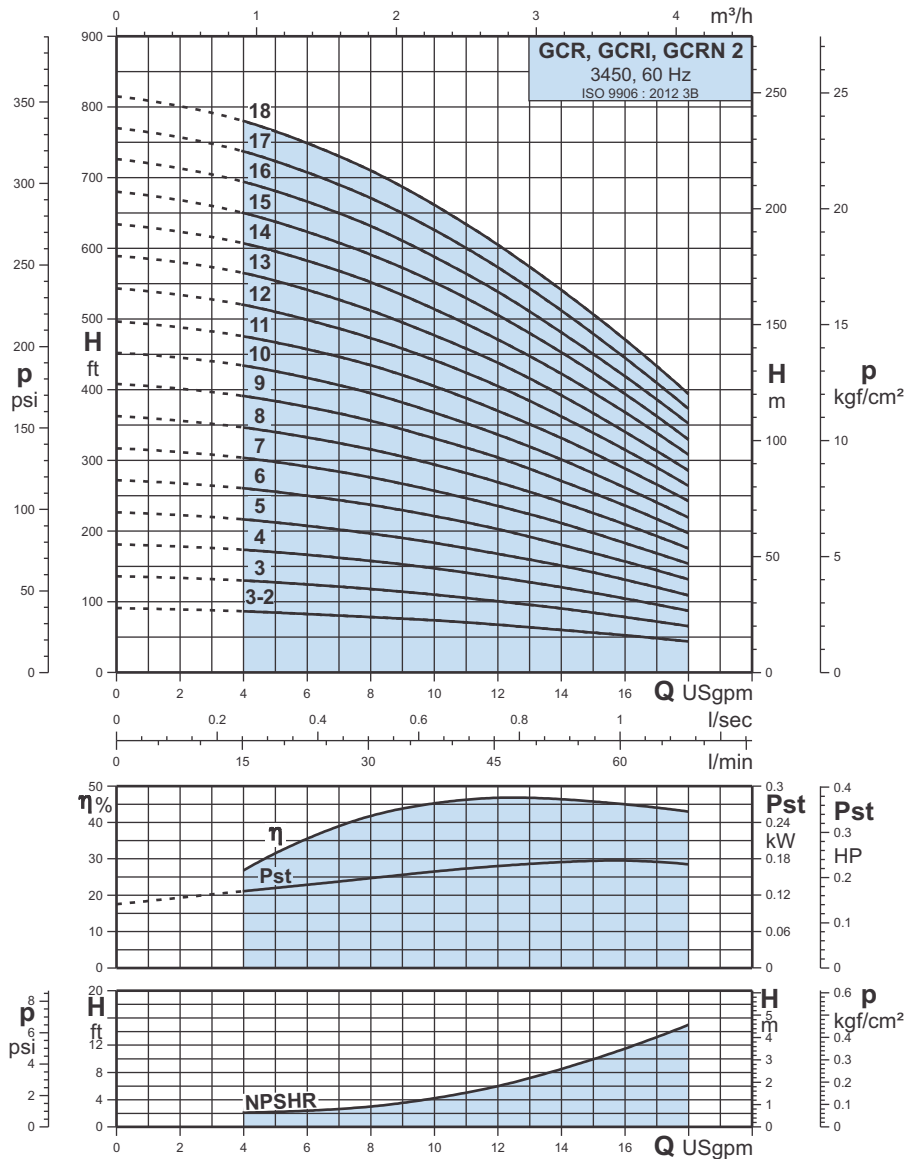 0 1 2 3 4 m³/h
GCR, GCRI, GCRN 2
3450, 60 Hz
ISO 9906 : 2012 3B
900
800
700
600
500
400
300
200
100
0
H
ft
350
300
250
200
150
100
50
0
p
psi
18
17
16
15
14
13
12
11
10
9
8
7
6
5
4
3
3-2
250
200
150
100
50
0
H
m
25
20
15
10
5
0
p
kgf/cm²
0 2 4 6 8 10 12 14 16 Q USgpm
0 0.2 0.4 0.6 0.8 1 l/sec
0 15 30 45 60 l/min
50
40
30
20
10
0
η%
η
Pst
0.3
0.24
0.18
0.12
0.06
0
Pst
kW
0.4
0.3
0.2
0.1
0
Pst
HP
8
6
4
2
0
p
psi
20
16
12
8
4
0
H
ft
NPSHR
5
4
3
2
1
0
H
m
0.6
0.5
0.4
0.3
0.2
0.1
0
p
kgf/cm²
0 2 4 6 8 10 12 14 16 Q USgpm